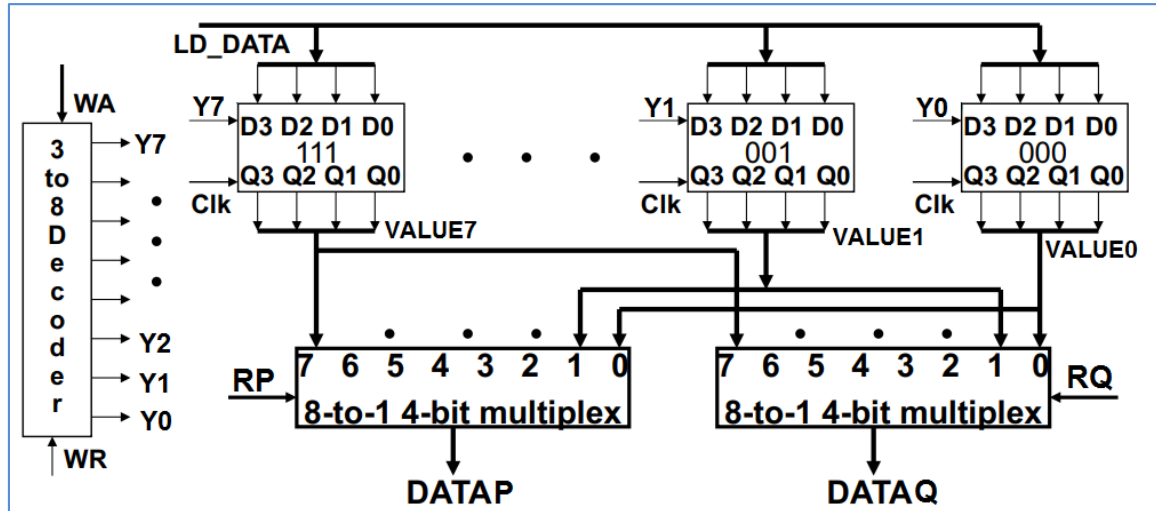 LD_DATA
WA
3 to 8 Decoder
Y7
Y2
Y1
Y0
WR
Y7
D3 D2 D1 D0
111
Q3 Q2 Q1 Q0
Clk
VALUE7
Y1
D3 D2 D1 D0
001
Q3 Q2 Q1 Q0
Clk
VALUE1
Y0
D3 D2 D1 D0
000
Q3 Q2 Q1 Q0
Clk
VALUE0
RP
7 6 5 4 3 2 1 0
8-to-1 4-bit multiplex
DATAP
7 6 5 4 3 2 1 0
RQ
8-to-1 4-bit multiplex
DATAQ